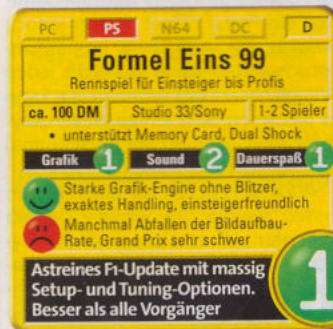 PC PS N64 DC D
Formel Eins 99
Rennspiel für Einsteiger bis Profis
ca. 100 DM Studio 33/Sony 1-2 Spieler
• unterstützt Memory Card, Dual Shock
Grafik 1 Sound 2 Dauerspaß 1
Starke Grafik-Engine ohne Blitzer,
exaktes Handling, einsteigerfreundlich
Manchmal Abfallen der Bildaufbau-
Rate, Grand Prix sehr schwer
Astreines F1-Update mit massig
Setup- und Tuning-Optionen.
Besser als alle Vorgänger
1